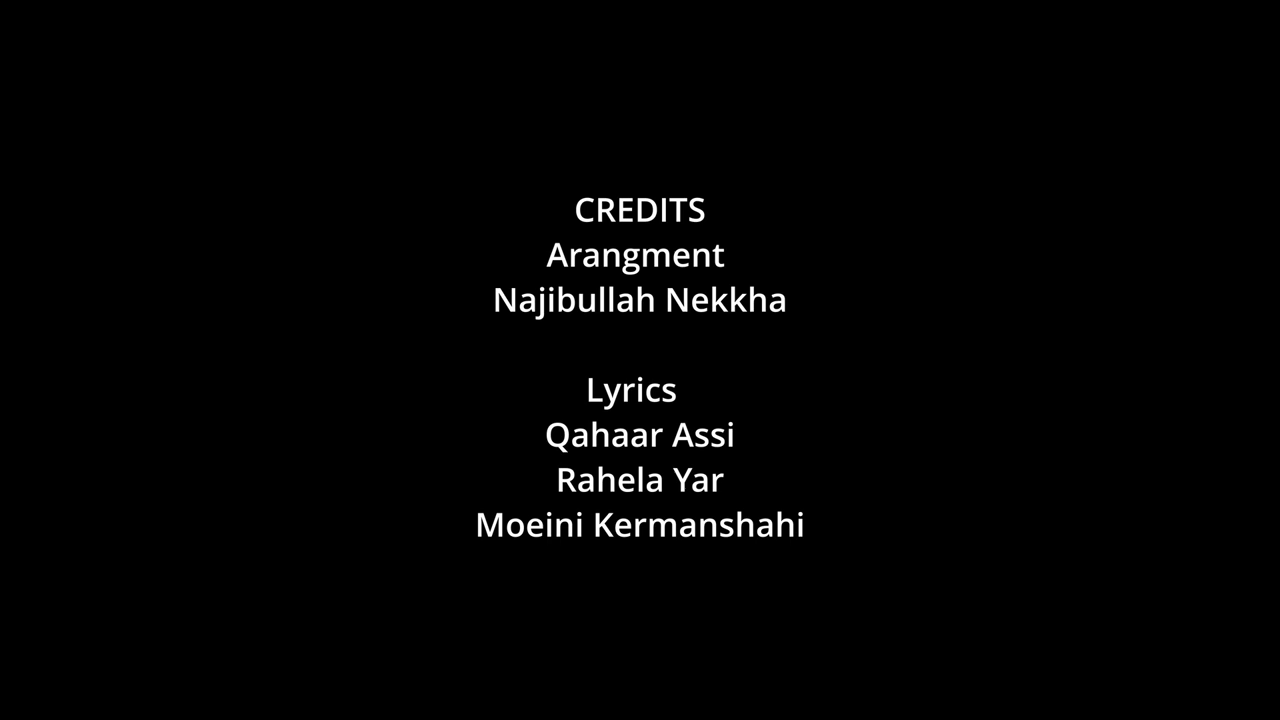 CREDITS
Arangment
Najibullah Nekkha
Lyrics
Qahaar Assi
Rahela Yar
Moeini Kermanshahi